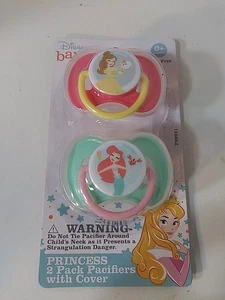 Disney
ba
0+
⚠ WARNING-
Do Not Tie Pacifier Around
Child's Neck as it Presents a
Strangulation Danger.
PRINCESS
2 Pack Pacifiers
with Cover